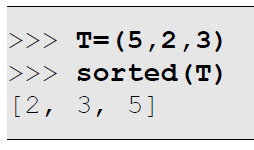 >>> T=(5,2,3)
>>> sorted(T)
[2, 3, 5]